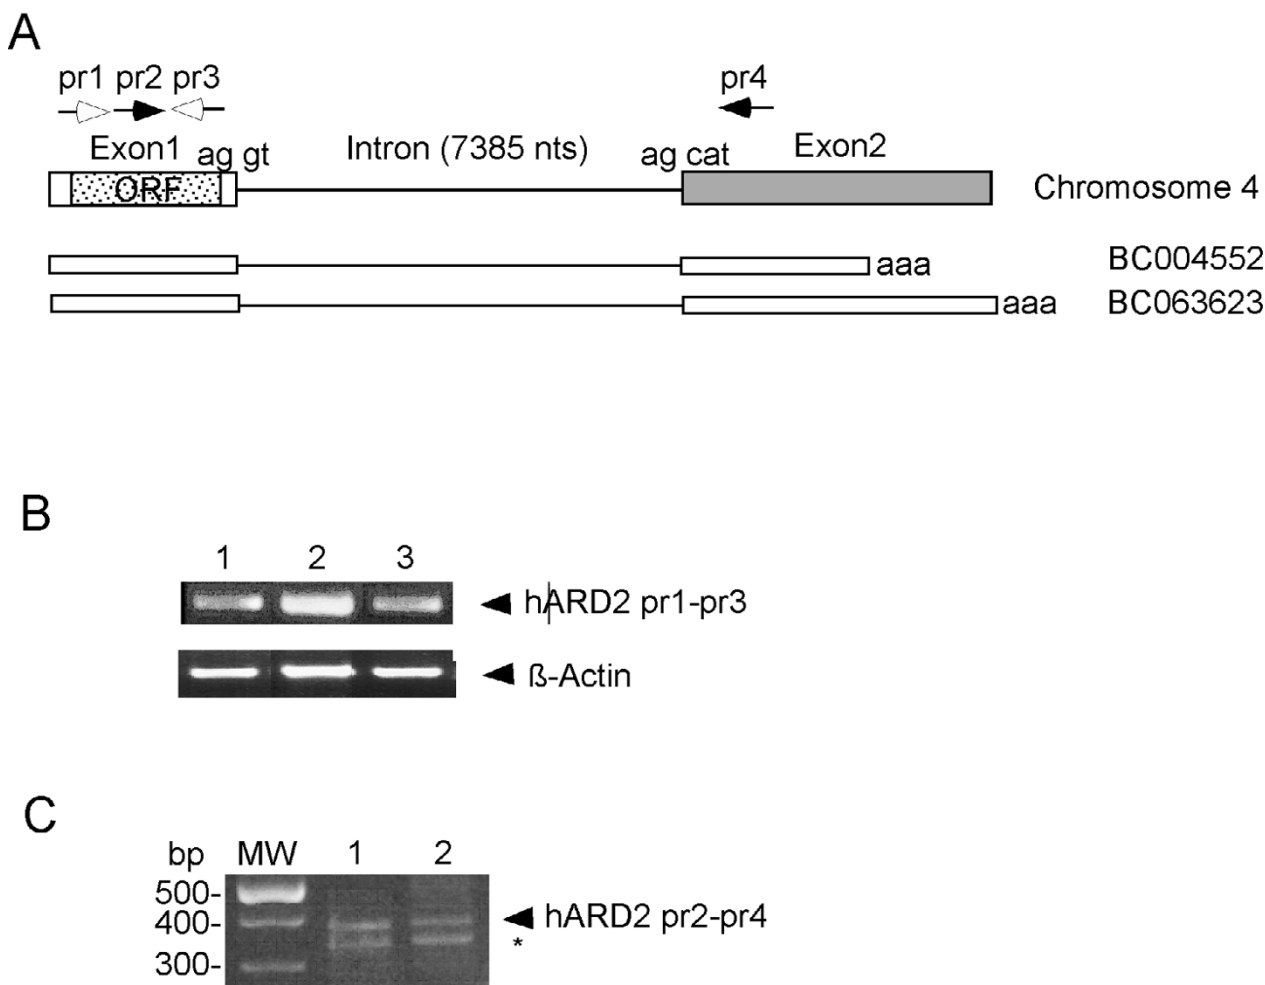 A
pr1 pr2 pr3 pr4
Exon1 ag gt Intron (7385 nts) ag cat Exon2
ORF Chromosome 4
aaa BC004552
aaa BC063623
B
1 2 3
hARD2 pr1-pr3
ß-Actin
C
bp MW 1 2
500-
400- hARD2 pr2-pr4
*
300-